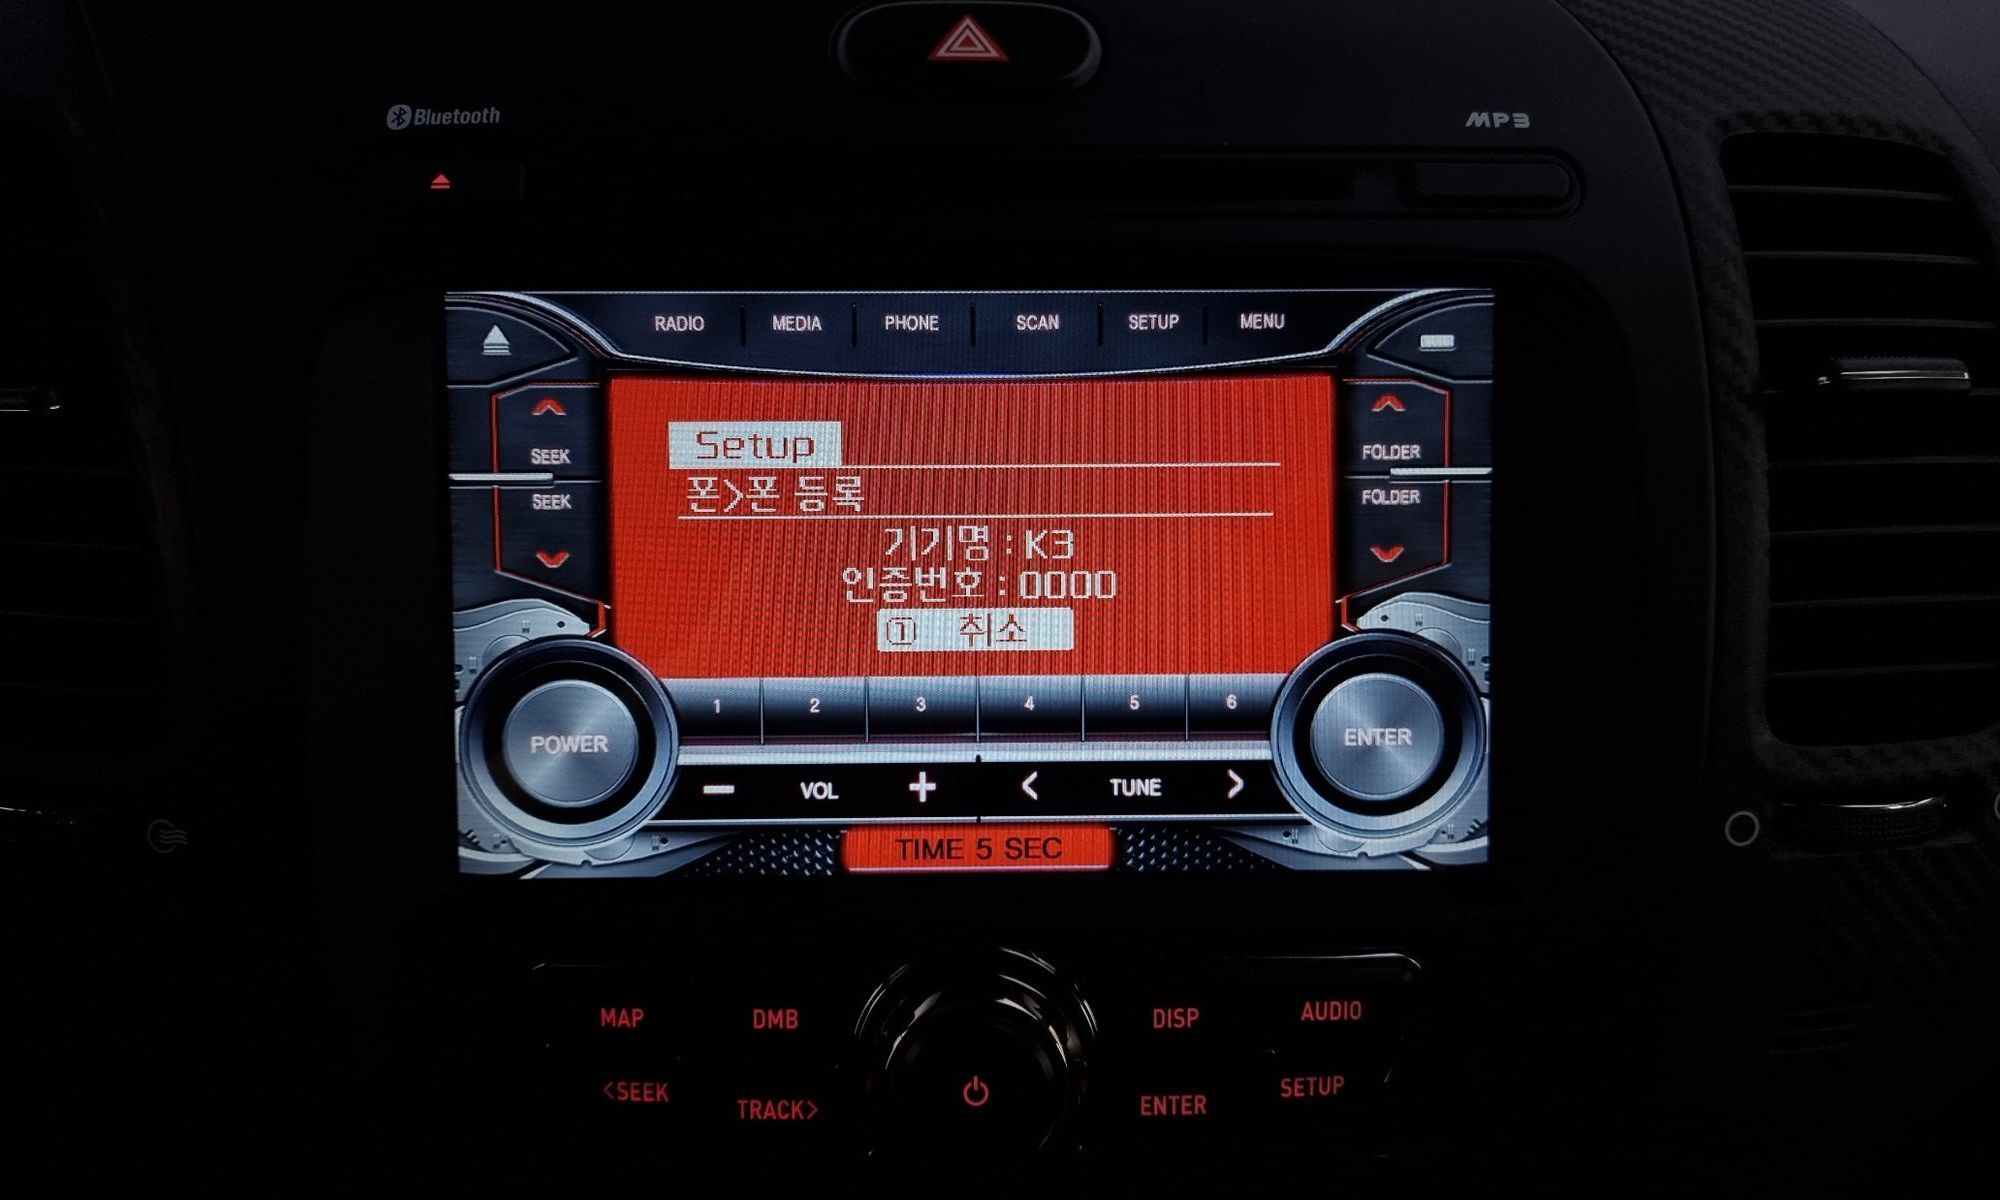 Bluetooth
MP3
RADIO MEDIA PHONE SCAN SETUP MENU
SEEK
FOLDER
Setup
폰>폰 등록
SEEK
FOLDER
기기명 : K3
인증번호 : 0000
① 취소
1 2 3 4 5 6
POWER
ENTER
− VOL + < TUNE >
TIME 5 SEC
MAP DMB DISP AUDIO
<SEEK TRACK> ENTER SETUP